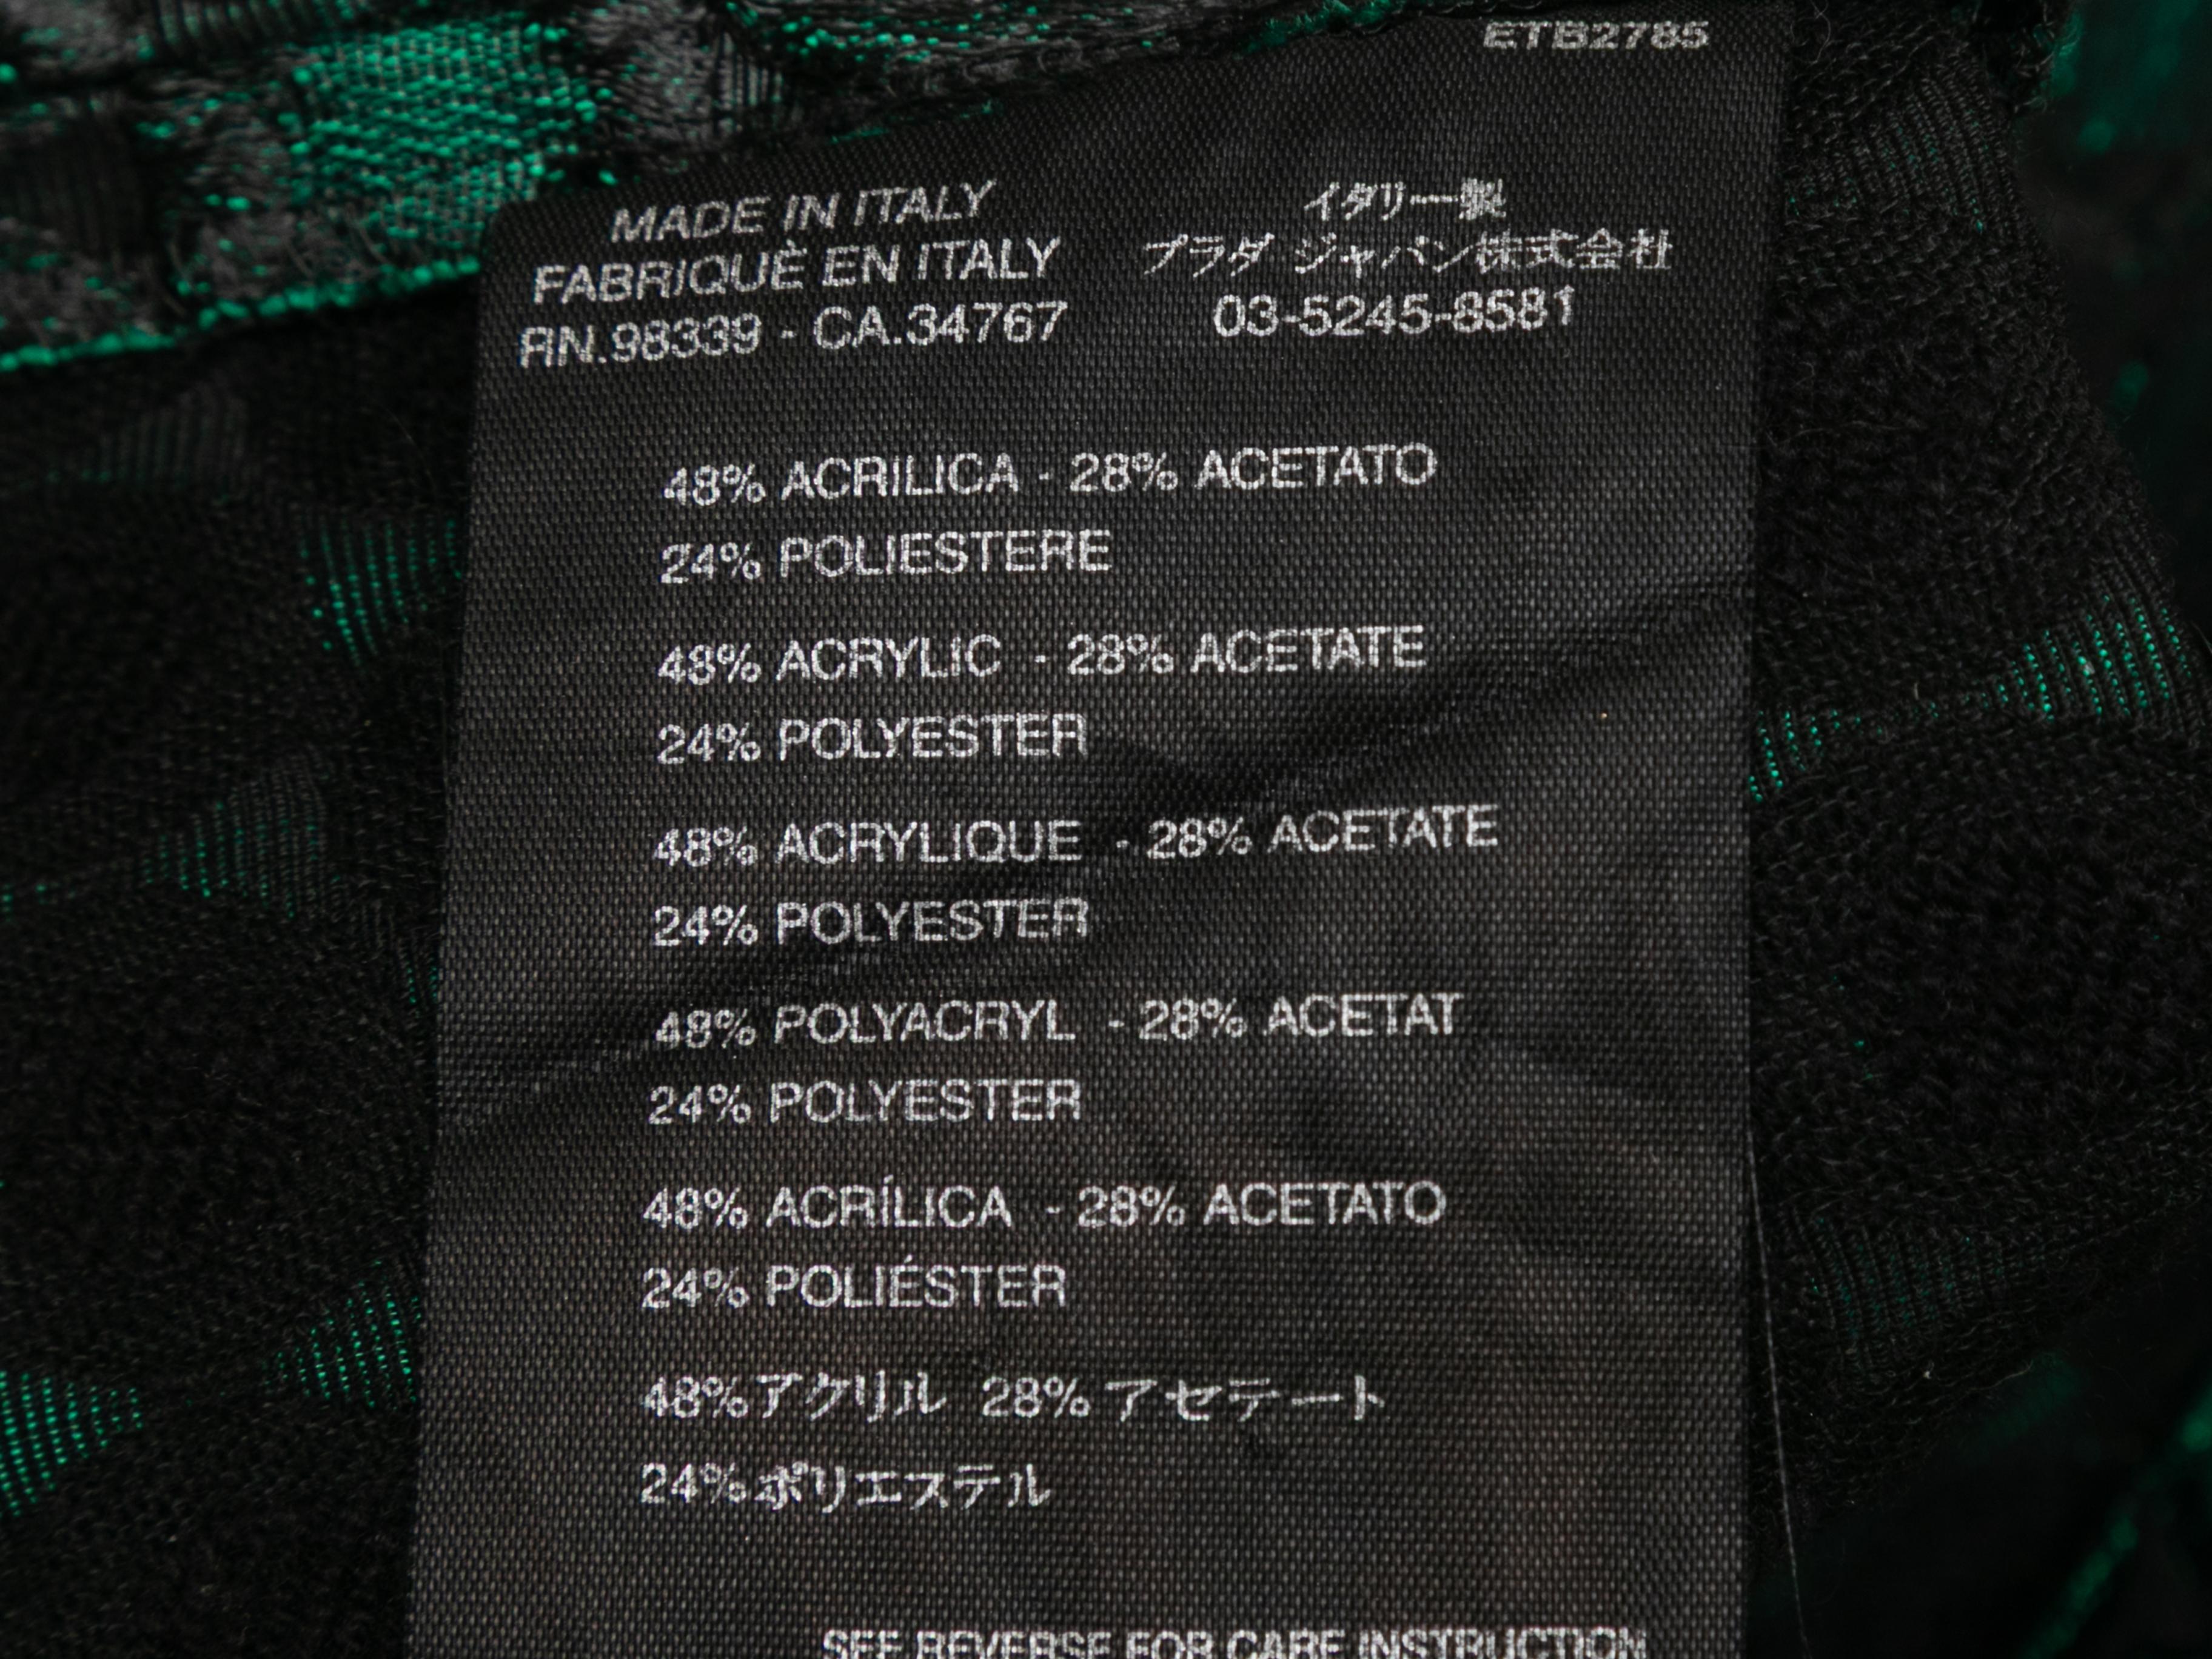 ETB2785
MADE IN ITALY
FABRIQUÈ EN ITALY
RN.98339 - CA.34767
イタリー製
プラダ ジャパン株式会社
03-5245-8581
48% ACRILICA - 28% ACETATO
24% POLIESTERE
48% ACRYLIC - 28% ACETATE
24% POLYESTER
48% ACRYLIQUE - 28% ACETATE
24% POLYESTER
48% POLYACRYL - 28% ACETAT
24% POLYESTER
48% ACRÍLICA - 28% ACETATO
24% POLIÉSTER
48%アクリル 28%アセテート
24%ポリエステル
SEE REVERSE FOR CARE INSTRUCTION